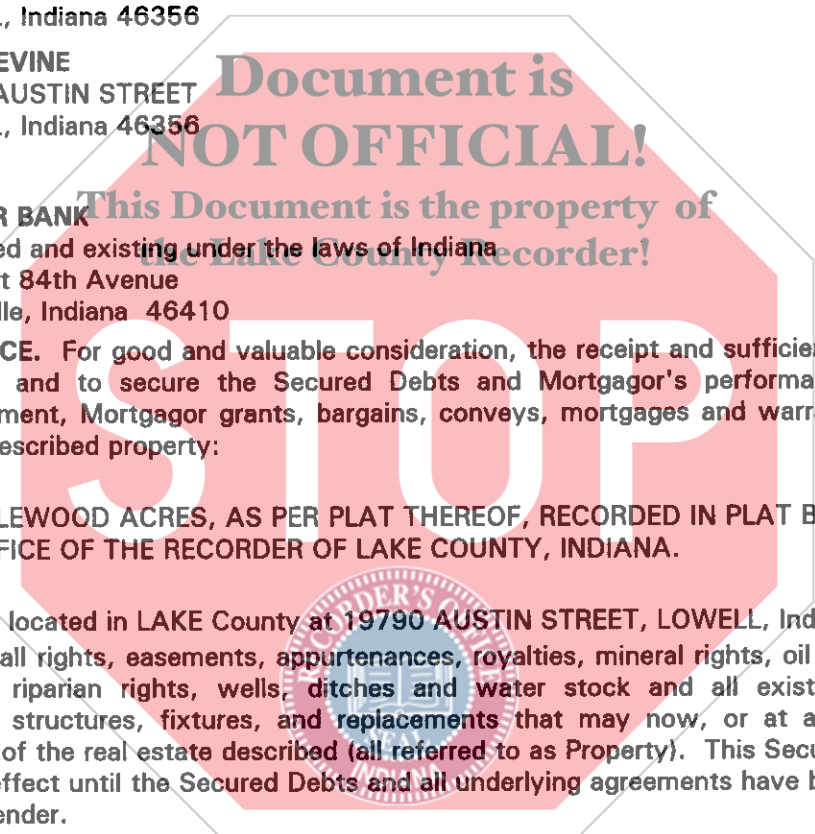 , Indiana 46356
EVINE
AUSTIN STREET
, Indiana 46356
Document is
NOT OFFICIAL!
This Document is the property of
the Lake County Recorder!
R BANK
ed and existing under the laws of Indiana
t 84th Avenue
lle, Indiana 46410
CE. For good and valuable consideration, the receipt and sufficie
and to secure the Secured Debts and Mortgagor's performa
ment, Mortgagor grants, bargains, conveys, mortgages and warr
escribed property:
STOP
LEWOOD ACRES, AS PER PLAT THEREOF, RECORDED IN PLAT B
FICE OF THE RECORDER OF LAKE COUNTY, INDIANA.
located in LAKE County at 19790 AUSTIN STREET, LOWELL, Ind
all rights, easements, appurtenances, royalties, mineral rights, oil
riparian rights, wells, ditches and water stock and all exist
structures, fixtures, and replacements that may now, or at a
of the real estate described (all referred to as Property). This Secu
effect until the Secured Debts and all underlying agreements have b
ender.
RECORDER'S OFFICE
SEAL
INDIANA